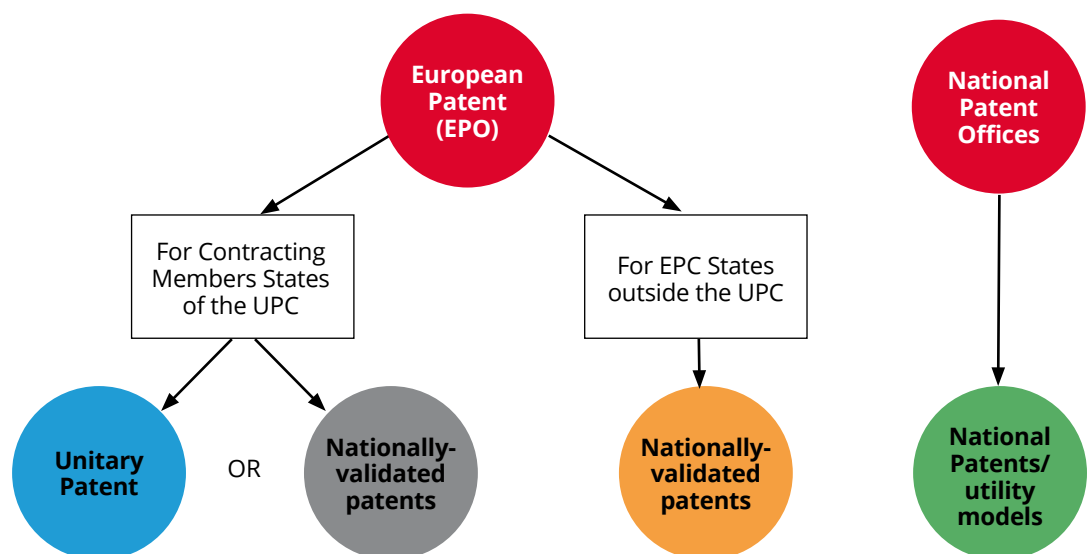 European
Patent
(EPO)
National
Patent
Offices
For Contracting
Members States
of the UPC
For EPC States
outside the UPC
Unitary
Patent
OR
Nationally-
validated
patents
Nationally-
validated
patents
National
Patents/
utility
models